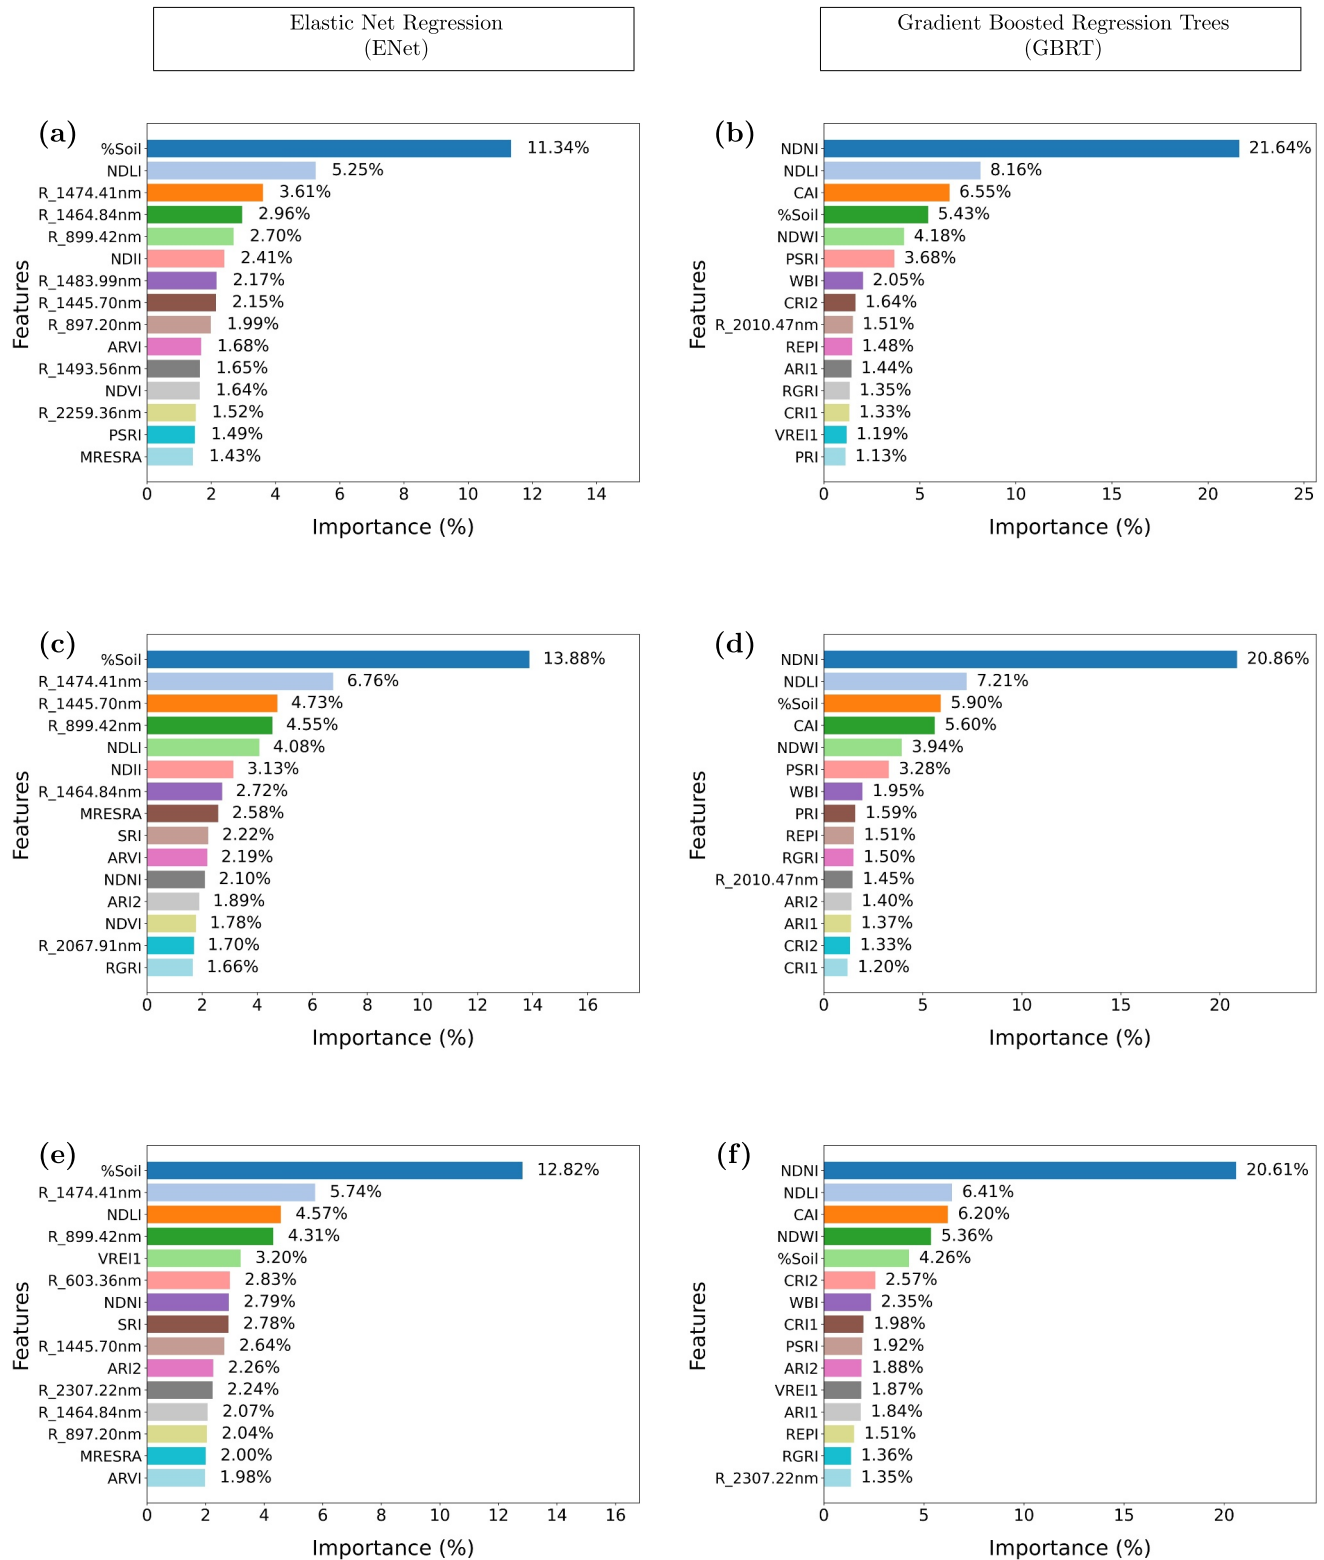 Elastic Net Regression
(ENet)
Gradient Boosted Regression Trees
(GBRT)
(a)
Features
%Soil 11.34%
NDLI 5.25%
R_1474.41nm 3.61%
R_1464.84nm 2.96%
R_899.42nm 2.70%
NDII 2.41%
R_1483.99nm 2.17%
R_1445.70nm 2.15%
R_897.20nm 1.99%
ARVI 1.68%
R_1493.56nm 1.65%
NDVI 1.64%
R_2259.36nm 1.52%
PSRI 1.49%
MRESRA 1.43%
0 2 4 6 8 10 12 14
Importance (%)
(b)
Features
NDNI 21.64%
NDLI 8.16%
CAI 6.55%
%Soil 5.43%
NDWI 4.18%
PSRI 3.68%
WBI 2.05%
CRI2 1.64%
R_2010.47nm 1.51%
REPI 1.48%
ARI1 1.44%
RGRI 1.35%
CRI1 1.33%
VREI1 1.19%
PRI 1.13%
0 5 10 15 20 25
Importance (%)
(c)
Features
%Soil 13.88%
R_1474.41nm 6.76%
R_1445.70nm 4.73%
R_899.42nm 4.55%
NDLI 4.08%
NDII 3.13%
R_1464.84nm 2.72%
MRESRA 2.58%
SRI 2.22%
ARVI 2.19%
NDNI 2.10%
ARI2 1.89%
NDVI 1.78%
R_2067.91nm 1.70%
RGRI 1.66%
0 2 4 6 8 10 12 14 16
Importance (%)
(d)
Features
NDNI 20.86%
NDLI 7.21%
%Soil 5.90%
CAI 5.60%
NDWI 3.94%
PSRI 3.28%
WBI 1.95%
PRI 1.59%
REPI 1.51%
RGRI 1.50%
R_2010.47nm 1.45%
ARI2 1.40%
ARI1 1.37%
CRI2 1.33%
CRI1 1.20%
0 5 10 15 20
Importance (%)
(e)
Features
%Soil 12.82%
R_1474.41nm 5.74%
NDLI 4.57%
R_899.42nm 4.31%
VREI1 3.20%
R_603.36nm 2.83%
NDNI 2.79%
SRI 2.78%
R_1445.70nm 2.64%
ARI2 2.26%
R_2307.22nm 2.24%
R_1464.84nm 2.07%
R_897.20nm 2.04%
MRESRA 2.00%
ARVI 1.98%
0 2 4 6 8 10 12 14 16
Importance (%)
(f)
Features
NDNI 20.61%
NDLI 6.41%
CAI 6.20%
NDWI 5.36%
%Soil 4.26%
CRI2 2.57%
WBI 2.35%
CRI1 1.98%
PSRI 1.92%
ARI2 1.88%
VREI1 1.87%
ARI1 1.84%
REPI 1.51%
RGRI 1.36%
R_2307.22nm 1.35%
0 5 10 15 20
Importance (%)